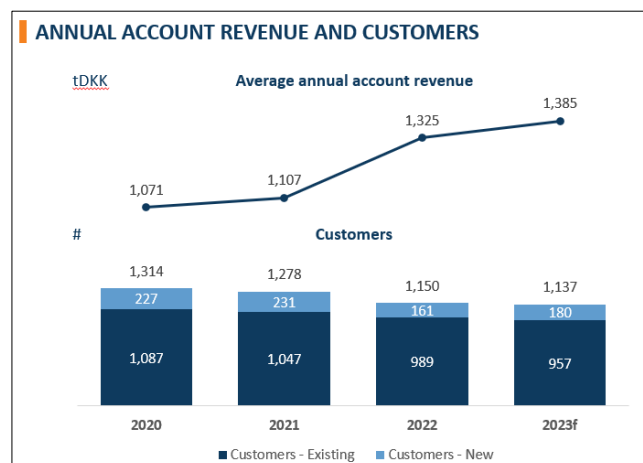 ANNUAL ACCOUNT REVENUE AND CUSTOMERS
tDKK Average annual account revenue
1,385
1,325
1,107
1,071
# Customers
1,314 1,278 1,150 1,137
227 231 161 180
1,087 1,047 989 957
2020 2021 2022 2023f
Customers - Existing Customers - New